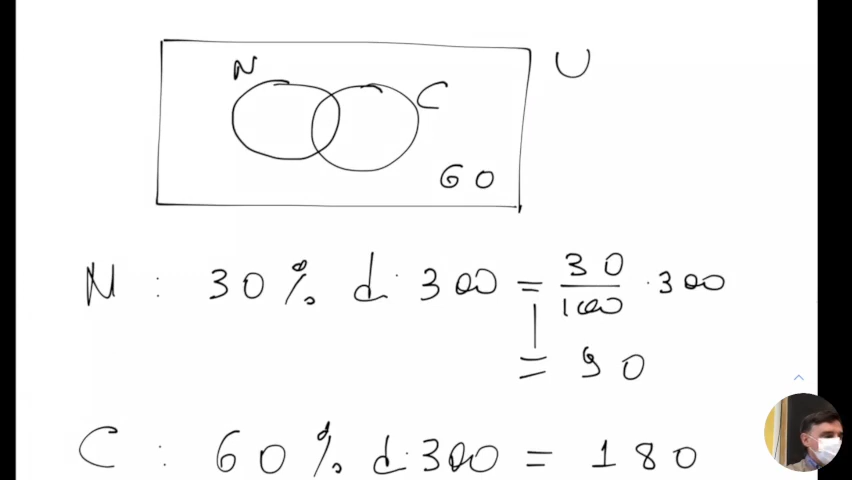 N
U
C
60
N : 30% di 300 = 30/100 · 300
= 90
C : 60% di 300 = 180